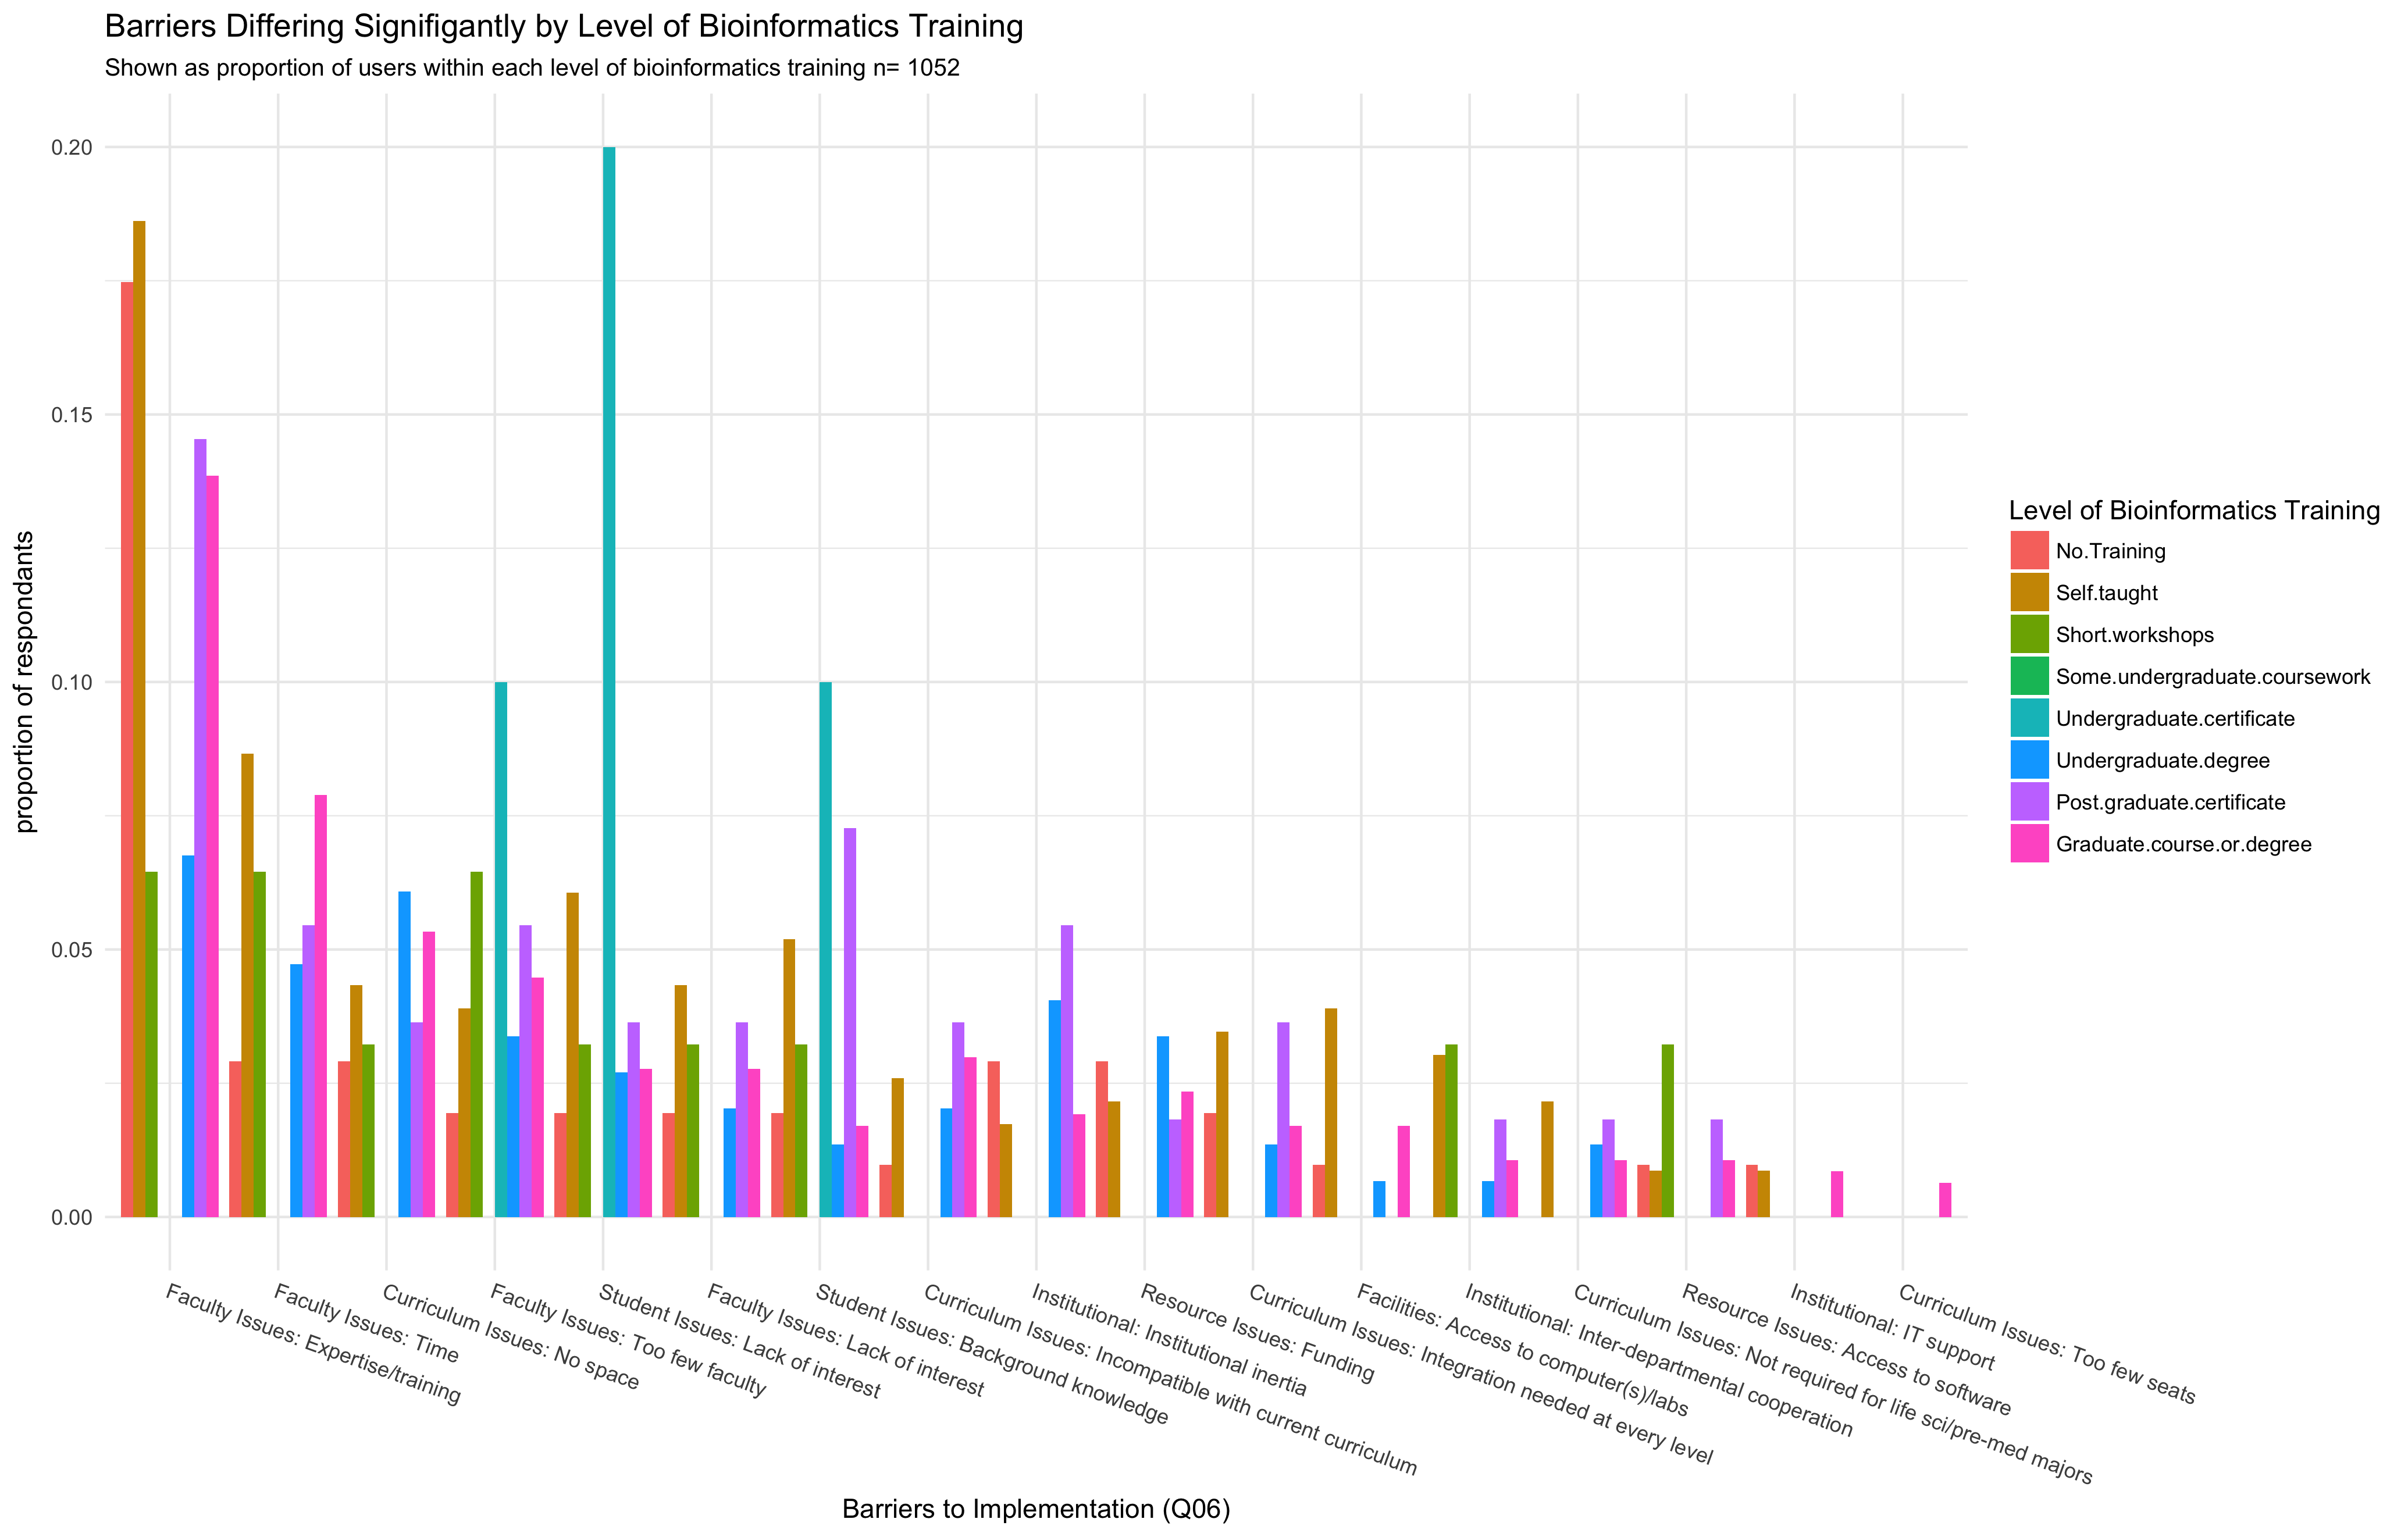 Barriers Differing Signifigantly by Level of Bioinformatics Training
Shown as proportion of users within each level of bioinformatics training n= 1052
proportion of respondants
0.20
0.15
0.10
0.05
0.00
Faculty Issues: Expertise/training
Faculty Issues: Time
Curriculum Issues: No space
Faculty Issues: Too few faculty
Student Issues: Lack of interest
Faculty Issues: Lack of interest
Student Issues: Background knowledge
Curriculum Issues: Incompatible with current curriculum
Institutional: Institutional inertia
Resource Issues: Funding
Curriculum Issues: Integration needed at every level
Facilities: Access to computer(s)/labs
Institutional: Inter-departmental cooperation
Curriculum Issues: Not required for life sci/pre-med majors
Resource Issues: Access to software
Institutional: IT support
Curriculum Issues: Too few seats
Barriers to Implementation (Q06)
Level of Bioinformatics Training
No.Training
Self.taught
Short.workshops
Some.undergraduate.coursework
Undergraduate.certificate
Undergraduate.degree
Post.graduate.certificate
Graduate.course.or.degree